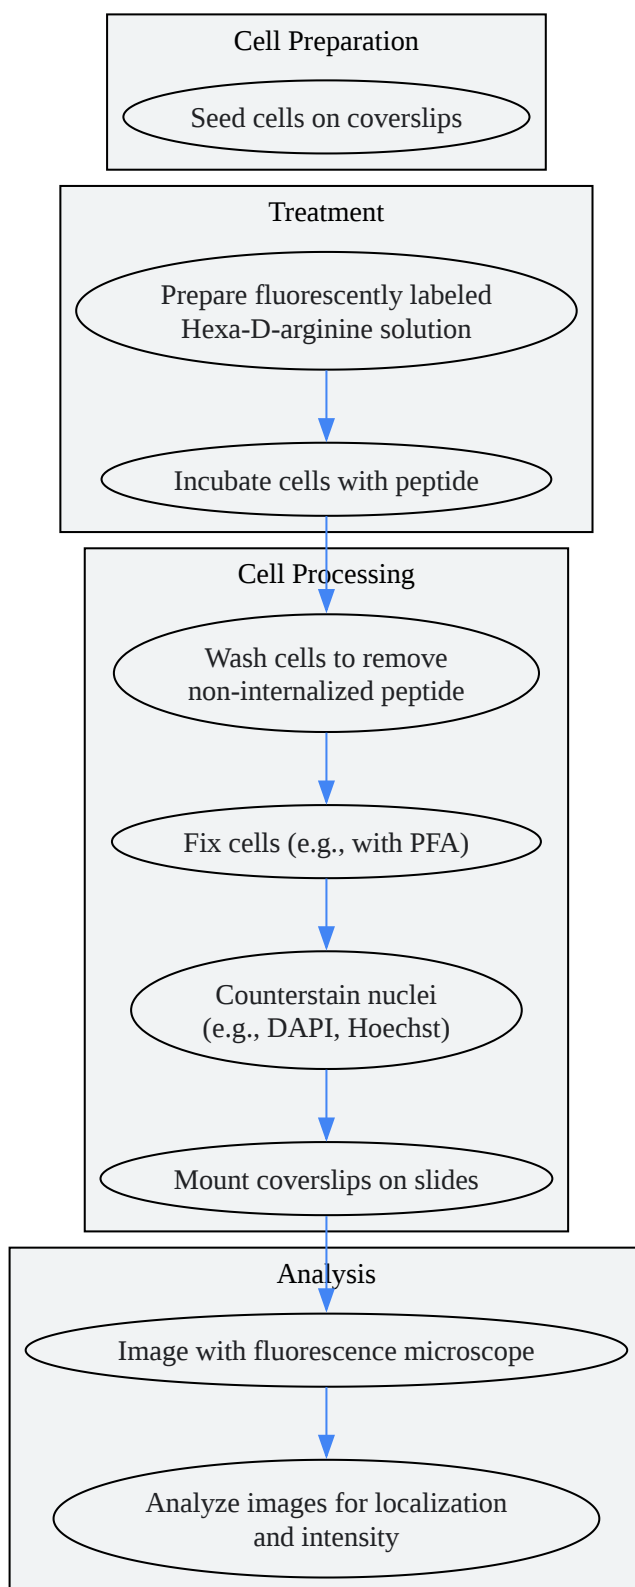 Cell Preparation
Seed cells on coverslips
Treatment
Prepare fluorescently labeled
Hexa-D-arginine solution
Incubate cells with peptide
Cell Processing
Wash cells to remove
non-internalized peptide
Fix cells (e.g., with PFA)
Counterstain nuclei
(e.g., DAPI, Hoechst)
Mount coverslips on slides
Analysis
Image with fluorescence microscope
Analyze images for localization
and intensity